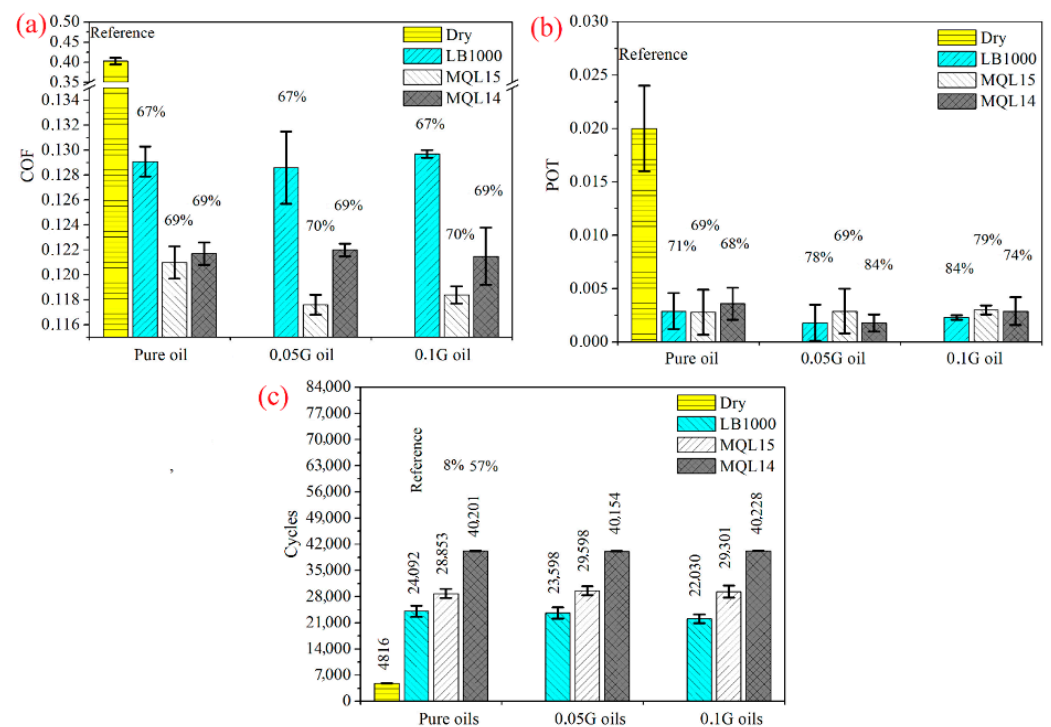 (a)
0.50
0.45
0.40
0.35
0.134
0.132
0.130
0.128
0.126
0.124
0.122
0.120
0.118
0.116
COF
Reference
67%
69%
69%
67%
70%
69%
67%
70%
69%
Dry
LB1000
MQL15
MQL14
Pure oil
0.05G oil
0.1G oil
(b)
0.030
0.025
0.020
0.015
0.010
0.005
0.000
POT
Reference
71%
69%
68%
78%
69%
84%
84%
79%
74%
Dry
LB1000
MQL15
MQL14
Pure oil
0.05G oil
0.1G oil
(c)
84,000
77,000
70,000
63,000
56,000
49,000
42,000
35,000
28,000
21,000
14,000
7,000
0
Cycles
Reference
8% 57%
4816
24,092
28,853
40,201
23,598
29,598
40,154
22,030
29,301
40,228
Dry
LB1000
MQL15
MQL14
Pure oils
0.05G oils
0.1G oils